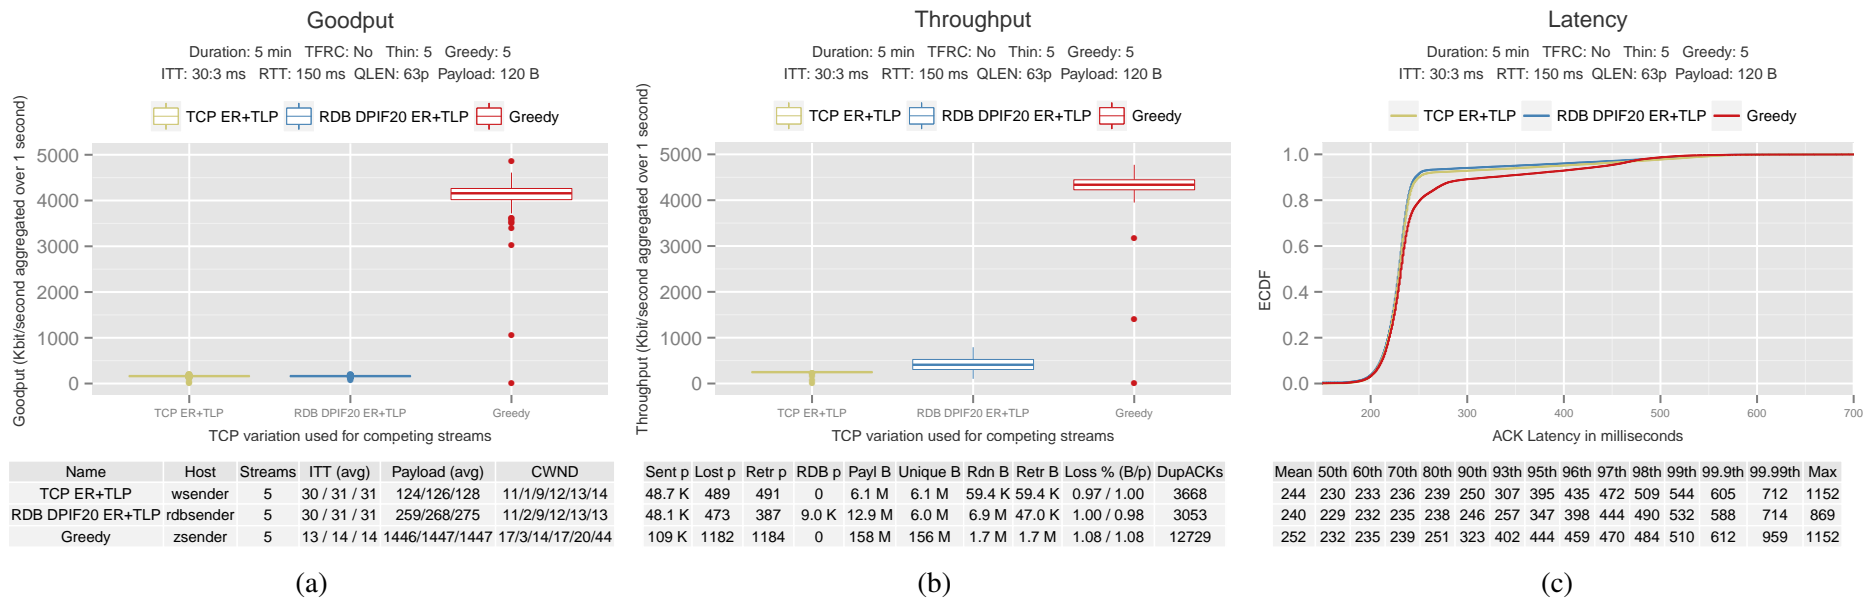 Goodput
Duration: 5 min TFRC: No Thin: 5 Greedy: 5
ITT: 30:3 ms RTT: 150 ms QLEN: 63p Payload: 120 B
TCP ER+TLP RDB DPIF20 ER+TLP Greedy
Goodput (Kbit/second aggregated over 1 second)
5000
4000
3000
2000
1000
0
TCP ER+TLP RDB DPIF20 ER+TLP Greedy
TCP variation used for competing streams
Name Host Streams ITT (avg) Payload (avg) CWND
TCP ER+TLP wsender 5 30 / 31 / 31 124/126/128 11/1/9/12/13/14
RDB DPIF20 ER+TLP rdbsender 5 30 / 31 / 31 259/268/275 11/2/9/12/13/13
Greedy zsender 5 13 / 14 / 14 1446/1447/1447 17/3/14/17/20/44
(a)
Throughput
Duration: 5 min TFRC: No Thin: 5 Greedy: 5
ITT: 30:3 ms RTT: 150 ms QLEN: 63p Payload: 120 B
TCP ER+TLP RDB DPIF20 ER+TLP Greedy
Throughput (Kbit/second aggregated over 1 second)
5000
4000
3000
2000
1000
0
TCP ER+TLP RDB DPIF20 ER+TLP Greedy
TCP variation used for competing streams
Sent p Lost p Retr p RDB p Payl B Unique B Rdn B Retr B Loss % (B/p) DupACKs
48.7 K 489 491 0 6.1 M 6.1 M 59.4 K 59.4 K 0.97 / 1.00 3668
48.1 K 473 387 9.0 K 12.9 M 6.0 M 6.9 M 47.0 K 1.00 / 0.98 3053
109 K 1182 1184 0 158 M 156 M 1.7 M 1.7 M 1.08 / 1.08 12729
(b)
Latency
Duration: 5 min TFRC: No Thin: 5 Greedy: 5
ITT: 30:3 ms RTT: 150 ms QLEN: 63p Payload: 120 B
TCP ER+TLP RDB DPIF20 ER+TLP Greedy
ECDF
1.0
0.8
0.6
0.4
0.2
0.0
200 300 400 500 600 700
ACK Latency in milliseconds
Mean 50th 60th 70th 80th 90th 93th 95th 96th 97th 98th 99th 99.9th 99.99th Max
244 230 233 236 239 250 307 395 435 472 509 544 605 712 1152
240 229 232 235 238 246 257 347 398 444 490 532 588 714 869
252 232 235 239 251 323 402 444 459 470 484 510 612 959 1152
(c)